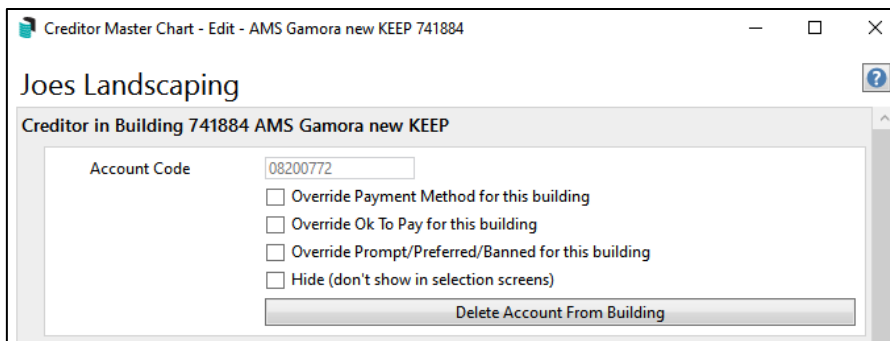 Creditor Master Chart - Edit - AMS Gamora new KEEP 741884
Joes Landscaping
?
Creditor in Building 741884 AMS Gamora new KEEP
Account Code 08200772
Override Payment Method for this building
Override Ok To Pay for this building
Override Prompt/Preferred/Banned for this building
Hide (don't show in selection screens)
Delete Account From Building